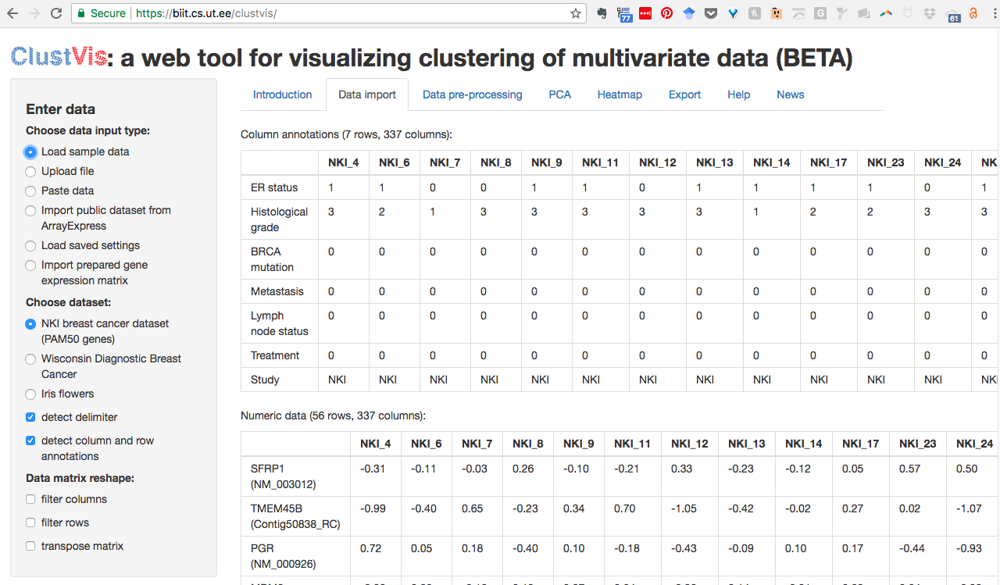 Secure https://biit.cs.ut.ee/clustvis/
77
61
ClustVis: a web tool for visualizing clustering of multivariate data (BETA)
Enter data
Choose data input type:
Load sample data
Upload file
Paste data
Import public dataset from
ArrayExpress
Load saved settings
Import prepared gene
expression matrix
Choose dataset:
NKI breast cancer dataset
(PAM50 genes)
Wisconsin Diagnostic Breast
Cancer
Iris flowers
detect delimiter
detect column and row
annotations
Data matrix reshape:
filter columns
filter rows
transpose matrix
Introduction Data import Data pre-processing PCA Heatmap Export Help News
Column annotations (7 rows, 337 columns):
NKI_4 NKI_6 NKI_7 NKI_8 NKI_9 NKI_11 NKI_12 NKI_13 NKI_14 NKI_17 NKI_23 NKI_24 NK
ER status 1 1 0 0 1 1 0 1 1 1 1 0 1
Histological 3 2 1 3 3 3 3 3 1 2 2 3 3
grade
BRCA 0 0 0 0 0 0 0 0 0 0 0 0 0
mutation
Metastasis 0 0 0 0 0 0 0 0 0 0 0 0 0
Lymph 0 0 0 0 0 0 0 0 0 0 0 0 0
node status
Treatment 0 0 0 0 0 0 0 0 0 0 0 0 0
Study NKI NKI NKI NKI NKI NKI NKI NKI NKI NKI NKI NKI NKI
Numeric data (56 rows, 337 columns):
NKI_4 NKI_6 NKI_7 NKI_8 NKI_9 NKI_11 NKI_12 NKI_13 NKI_14 NKI_17 NKI_23 NKI_24
SFRP1 -0.31 -0.11 -0.03 0.26 -0.10 -0.21 0.33 -0.23 -0.12 0.05 0.57 0.50
(NM_003012)
TMEM45B -0.99 -0.40 0.65 -0.23 0.34 0.70 -1.05 -0.42 -0.02 0.27 0.02 -1.07
(Contig50838_RC)
PGR 0.72 0.05 0.18 -0.40 0.10 -0.18 -0.43 -0.09 0.10 0.17 -0.44 -0.93
(NM_000926)